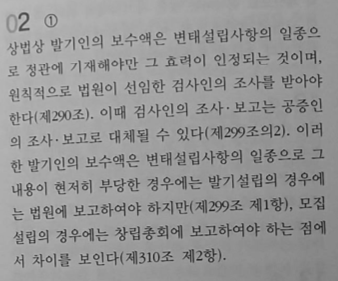 02 ①
상법상 발기인의 보수액은 변태설립사항의 일종으
로 정관에 기재해야만 그 효력이 인정되는 것이며,
원칙적으로 법원이 선임한 검사인의 조사를 받아야
한다(제290조). 이때 검사인의 조사·보고는 공증인
의 조사·보고로 대체될 수 있다(제299조의2). 이러
한 발기인의 보수액은 변태설립사항의 일종으로 그
내용이 현저히 부당한 경우에는 발기설립의 경우에
는 법원에 보고하여야 하지만(제299조 제1항), 모집
설립의 경우에는 창립총회에 보고하여야 하는 점에
서 차이를 보인다(제310조 제2항).